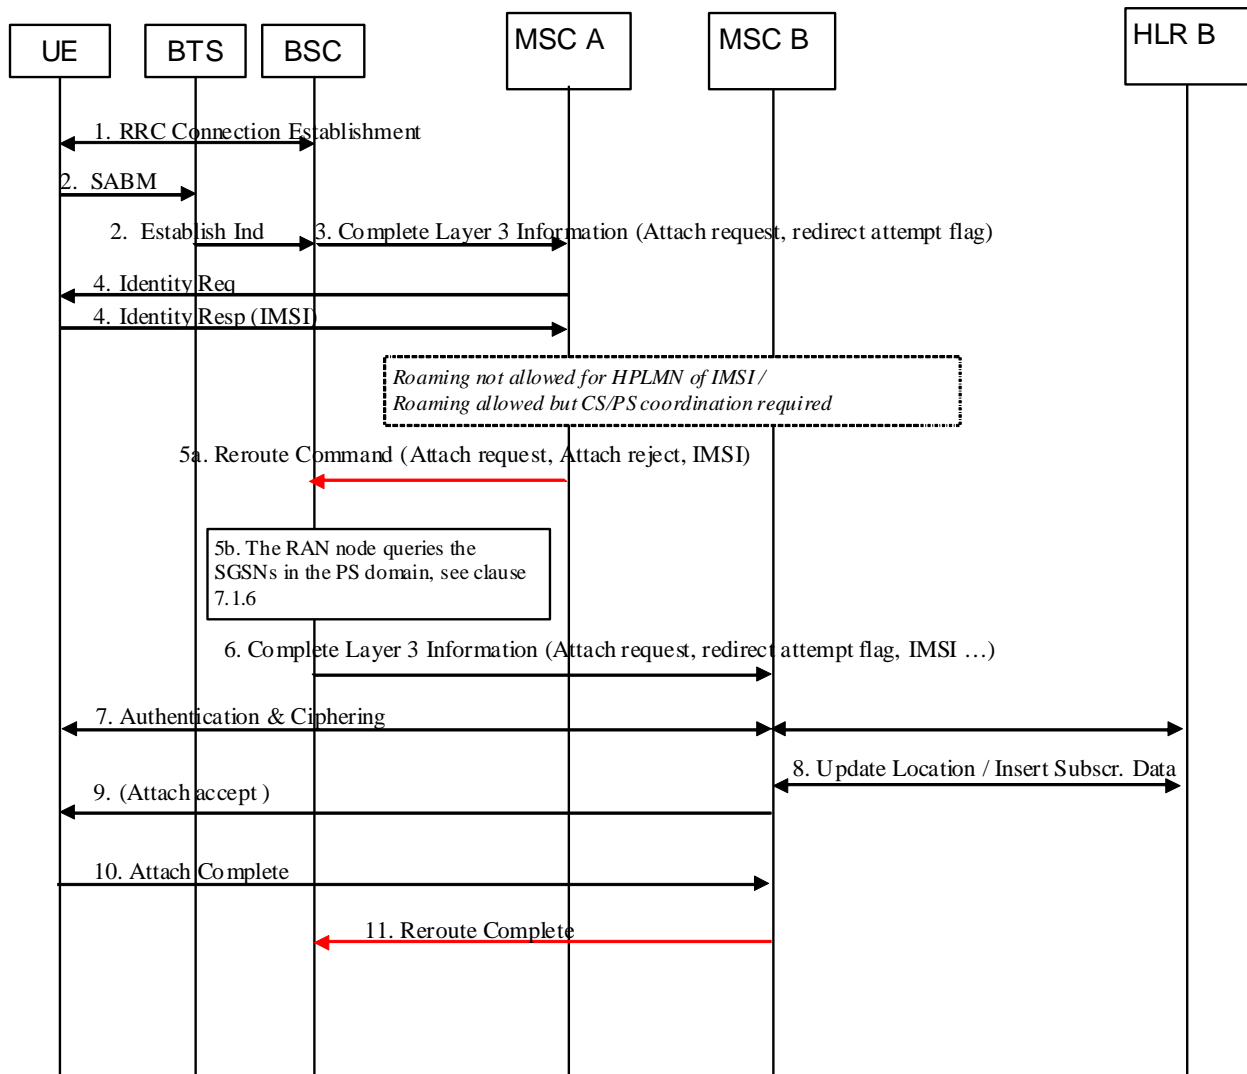 UE
BTS
BSC
MSC A
MSC B
HLR B
1. RRC Connection Establishment
2. SABM
2. Establish Ind
3. Complete Layer 3 Information (Attach request, redirect attempt flag)
4. Identity Req
4. Identity Resp (IMSI)
Roaming not allowed for HPLMN of IMSI /
Roaming allowed but CS/PS coordination required
5a. Reroute Command (Attach request, Attach reject, IMSI)
5b. The RAN node queries the
SGSNs in the PS domain, see clause
7.1.6
6. Complete Layer 3 Information (Attach request, redirect attempt flag, IMSI …)
7. Authentication & Ciphering
8. Update Location / Insert Subscr. Data
9. (Attach accept )
10. Attach Complete
11. Reroute Complete